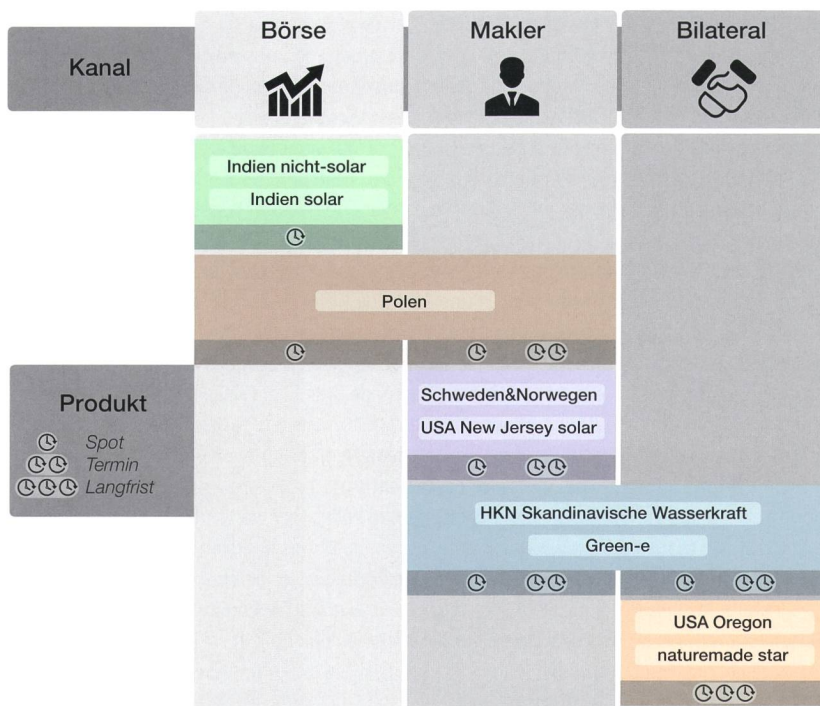 Kanal
Börse
Makler
Bilateral
Indien nicht-solar
Indien solar
Polen
Schweden&Norwegen
USA New Jersey solar
Produkt
Spot
Termin
Langfrist
HKN Skandinavische Wasserkraft
Green-e
USA Oregon
naturemade star